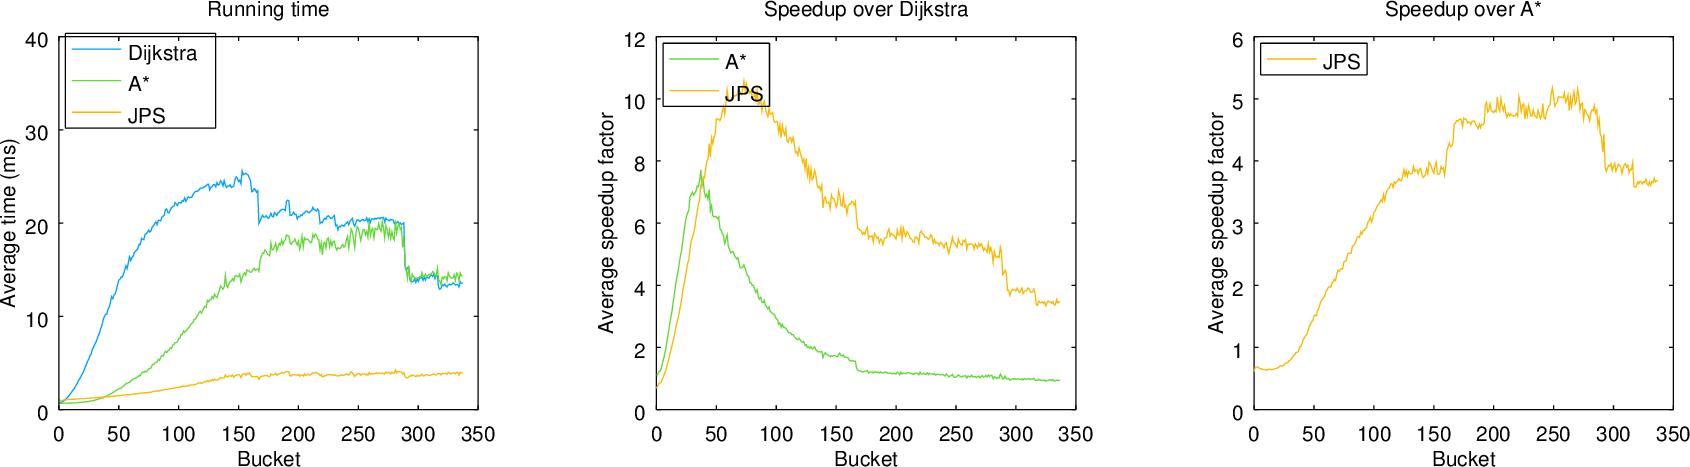 Running time
Dijkstra
A*
JPS
40
30
20
10
0
Average time (ms)
0 50 100 150 200 250 300 350
Bucket
Speedup over Dijkstra
A*
JPS
12
10
8
6
4
2
0
Average speedup factor
0 50 100 150 200 250 300 350
Bucket
Speedup over A*
JPS
6
5
4
3
2
1
0
Average speedup factor
0 50 100 150 200 250 300 350
Bucket